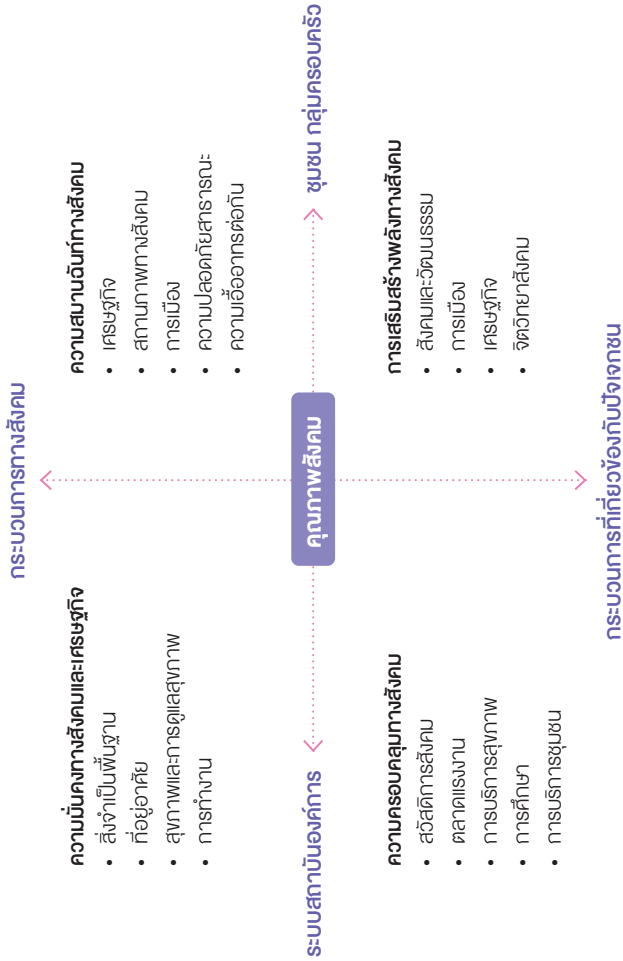 กระบวนการทางสังคม
ความมั่นคงทางสังคมและเศรษฐกิจ
• สิ่งจำเป็นพื้นฐาน
• ที่อยู่อาศัย
• สุขภาพและการดูแลสุขภาพ
• การทำงาน
ความสมานฉันท์ทางสังคม
• เศรษฐกิจ
• สถานภาพทางสังคม
• การเมือง
• ความปลอดภัยสาธารณะ
• ความเอื้ออาทรต่อกัน
ระบบสถาบันองค์การ
คุณภาพสังคม
ชุมชน กลุ่มครอบครัว
ความครอบคลุมทางสังคม
• สวัสดิการสังคม
• ตลาดแรงงาน
• การบริการสุขภาพ
• การศึกษา
• การบริการชุมชน
การเสริมสร้างพลังทางสังคม
• สังคมและวัฒนธรรม
• การเมือง
• เศรษฐกิจ
• จิตวิทยาสังคม
กระบวนการที่เกี่ยวข้องกับปัจเจกชน